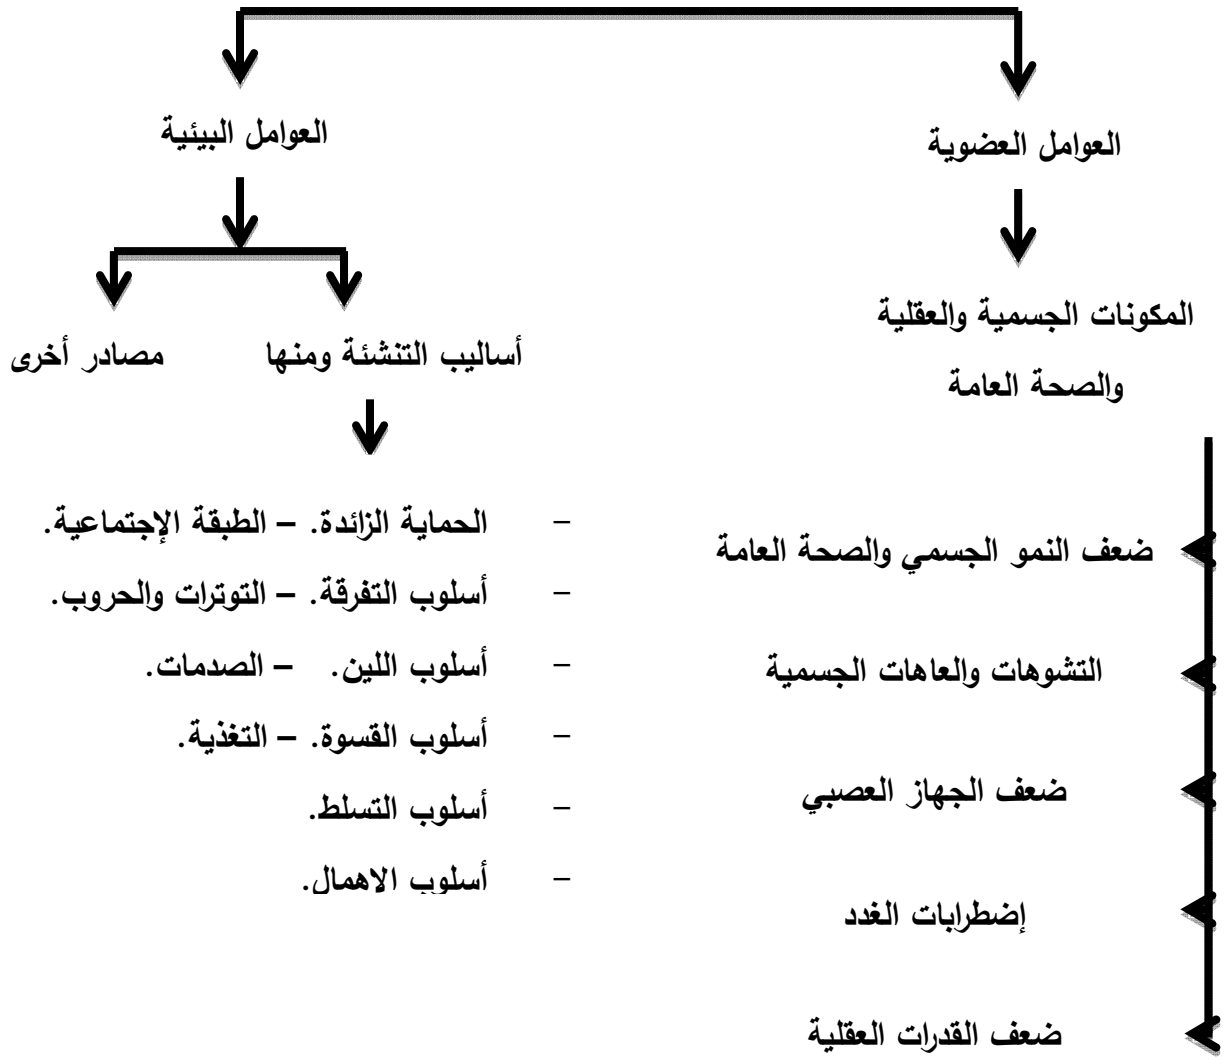 العوامل العضوية
المكونات الجسمية والعقلية
والصحة العامة
ضعف النمو الجسمي والصحة العامة
التشوهات والعاهات الجسمية
ضعف الجهاز العصبي
إضطرابات الغدد
ضعف القدرات العقلية
العوامل البيئية
أساليب التنشئة ومنها
مصادر أخرى
- الحماية الزائدة. – الطبقة الإجتماعية.
- أسلوب التفرقة. – التوترات والحروب.
- أسلوب اللين. – الصدمات.
- أسلوب القسوة. – التغذية.
- أسلوب التسلط.
- أسلوب الاهمال.